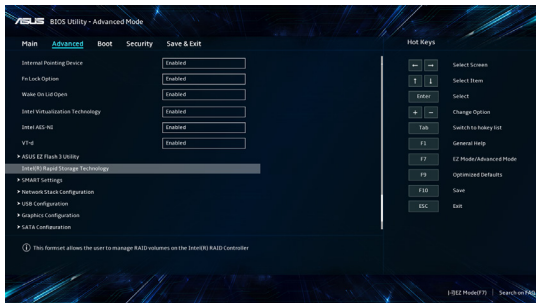 ASUS BIOS Utility - Advanced Mode
Main Advanced Boot Security Save & Exit
Hot Keys
Internal Pointing Device Enabled
Fn Lock Option Enabled
Wake On Lid Open Enabled
Intel Virtualization Technology Enabled
Intel AES-NI Enabled
VT-d Enabled
ASUS EZ Flash 3 Utility
Intel(R) Rapid Storage Technology
SMART Settings
Network Stack Configuration
USB Configuration
Graphics Configuration
SATA Configuration
This formset allows the user to manage RAID volumes on the Intel(R) RAID Controller
← → Select Screen
↑ ↓ Select Item
Enter Select
+ − Change Option
Tab Switch to hokey list
F1 General Help
F7 EZ Mode/Advanced Mode
F9 Optimized Defaults
F10 Save
ESC Exit
[-]EZ Mode(F7) | Search on FAQ